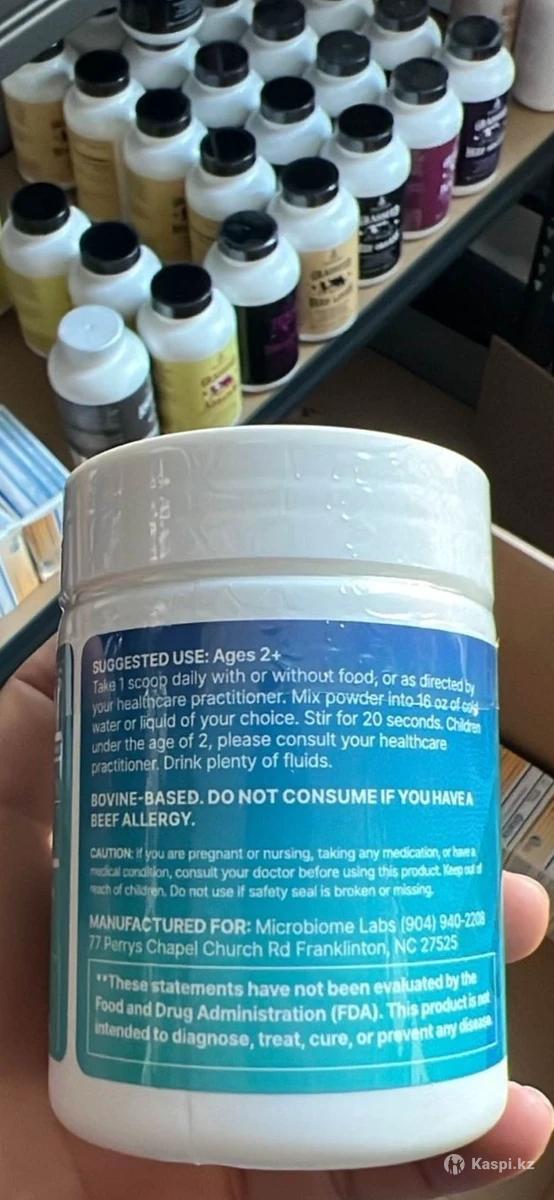 GRASSFED
BEEF
GRASSFED
BEEF
GRASSFED
SUGGESTED USE: Ages 2+
Take 1 scoop daily with or without food, or as directed by
your healthcare practitioner. Mix powder into 16 oz of cold
water or liquid of your choice. Stir for 20 seconds. Children
under the age of 2, please consult your healthcare
practitioner. Drink plenty of fluids.
BOVINE-BASED. DO NOT CONSUME IF YOU HAVE A
BEEF ALLERGY.
CAUTION: if you are pregnant or nursing, taking any medication, or have a
medical condition, consult your doctor before using this product. Keep out of
reach of children. Do not use if safety seal is broken or missing.
MANUFACTURED FOR: Microbiome Labs (904) 940-2208
77 Perrys Chapel Church Rd Franklinton, NC 27525
**These statements have not been evaluated by the
Food and Drug Administration (FDA). This product is not
intended to diagnose, treat, cure, or prevent any disease.
Kaspi.kz